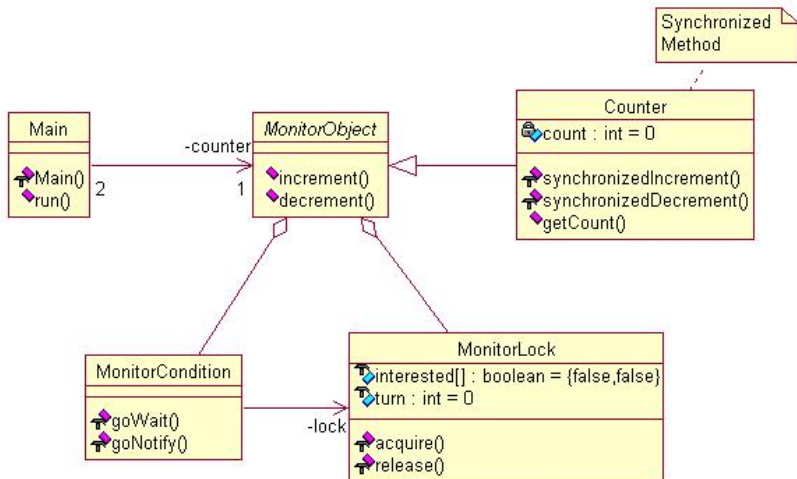 Synchronized
Method
Main
Main()
run()
-counter
2
1
MonitorObject
increment()
decrement()
Counter
count : int = 0
synchronizedIncrement()
synchronizedDecrement()
getCount()
MonitorCondition
goWait()
goNotify()
-lock
MonitorLock
interested[] : boolean = {false,false}
turn : int = 0
acquire()
release()